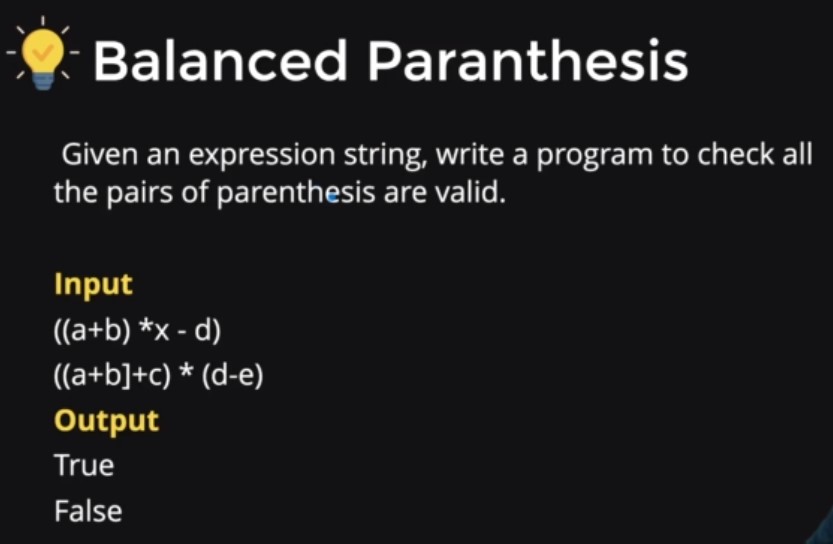 Balanced Paranthesis
Given an expression string, write a program to check all
the pairs of parenthesis are valid.
Input
((a+b) *x - d)
((a+b]+c) * (d-e)
Output
True
False